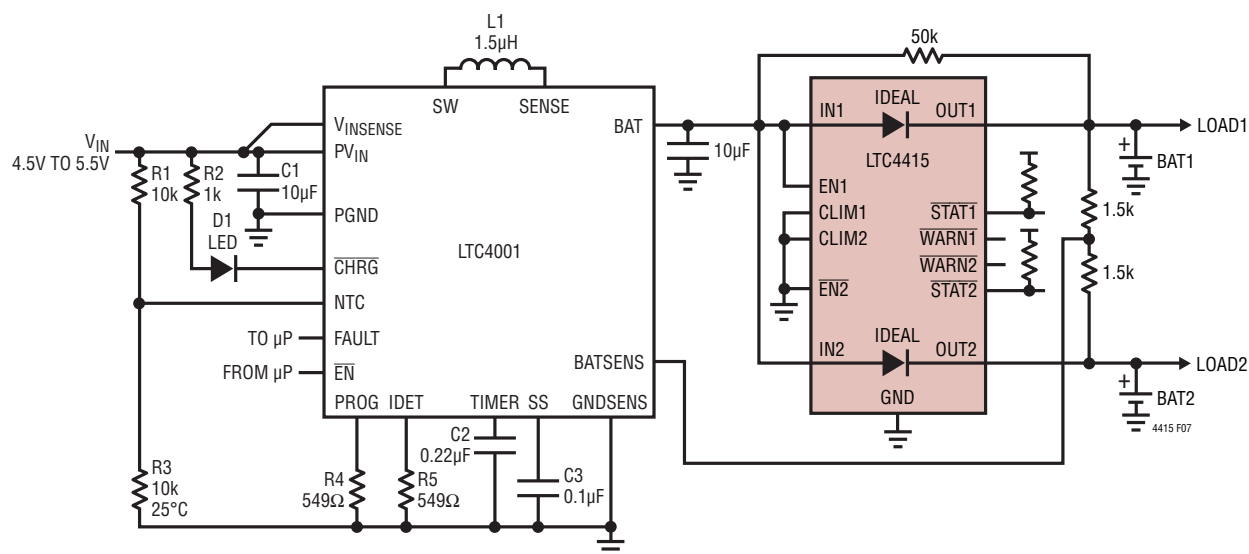 L1
1.5µH
SW
SENSE
V_INSENSE
PV_IN
PGND
CHRG
NTC
FAULT
EN
PROG
IDET
TIMER
SS
GNDSENS
BAT
BATSENS
LTC4001
V_IN
4.5V TO 5.5V
R1
10k
R2
1k
C1
10µF
D1
LED
TO µP
FROM µP
R3
10k
25°C
R4
549Ω
R5
549Ω
C2
0.22µF
C3
0.1µF
10µF
50k
IN1
IDEAL
OUT1
LTC4415
EN1
CLIM1
CLIM2
EN2
STAT1
WARN1
WARN2
STAT2
IN2
IDEAL
OUT2
GND
LOAD1
+
BAT1
1.5k
1.5k
LOAD2
+
BAT2
4415 F07